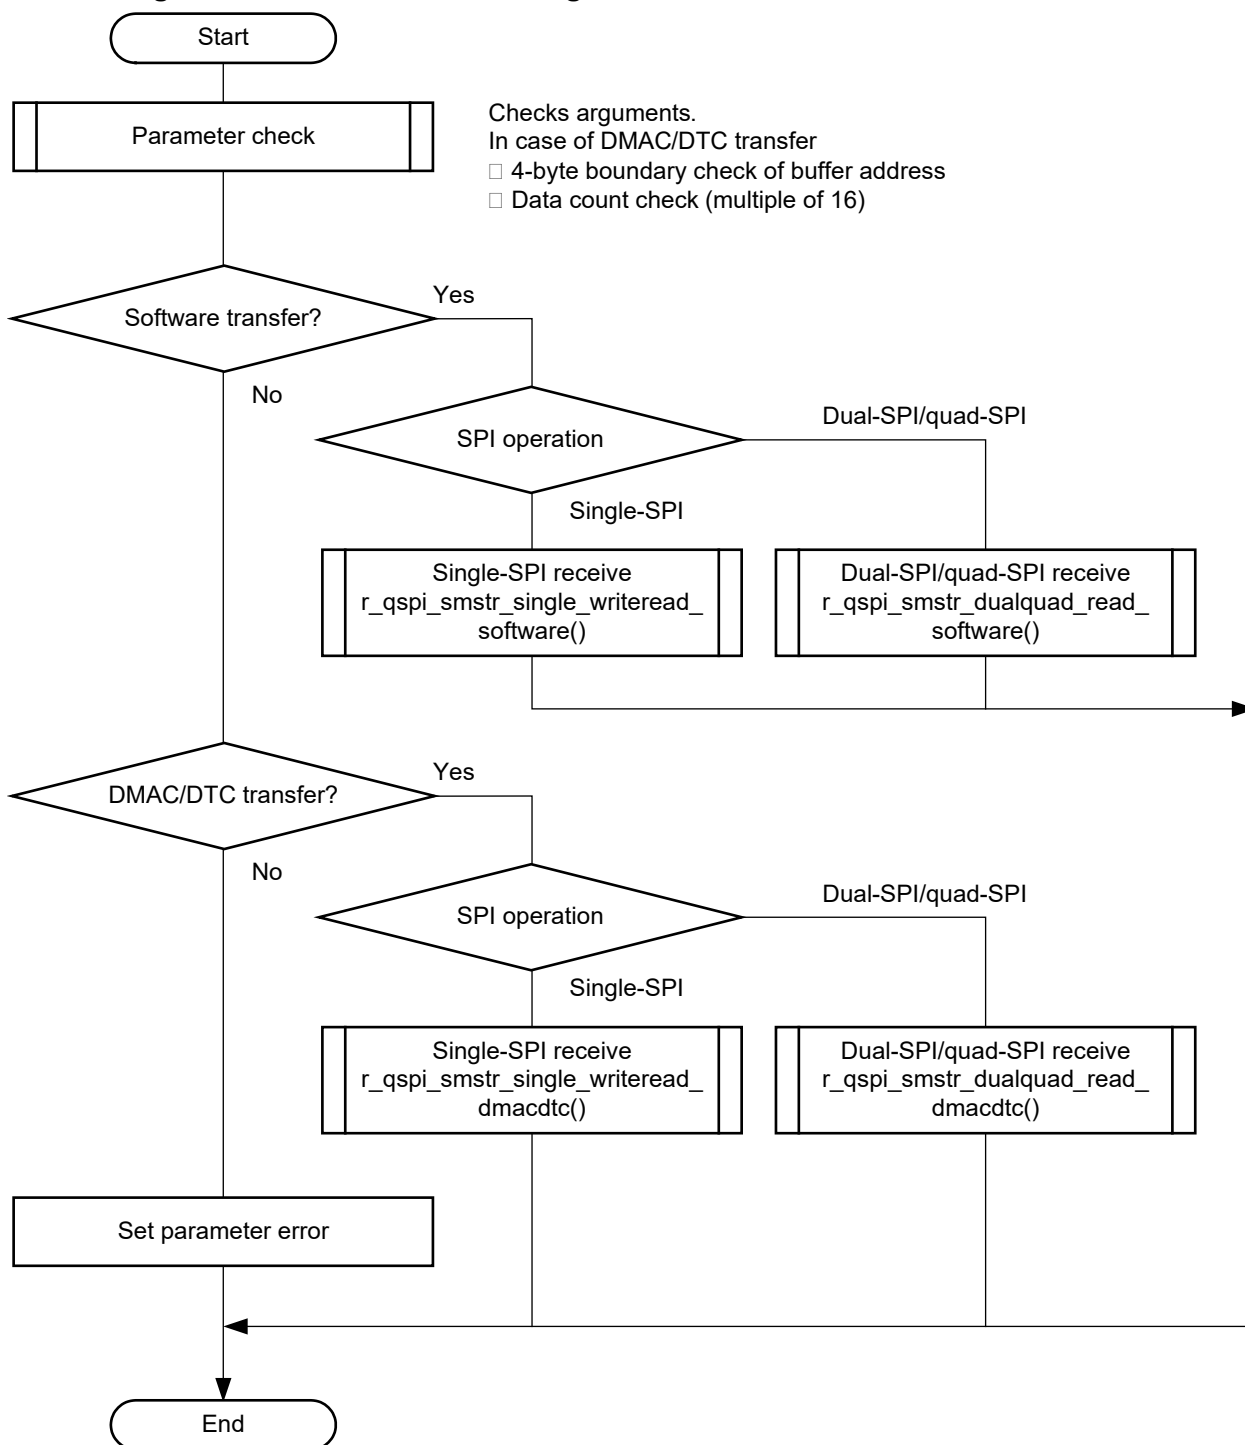 Start
Parameter check
Checks arguments.
In case of DMAC/DTC transfer
□ 4-byte boundary check of buffer address
□ Data count check (multiple of 16)
Software transfer?
Yes
No
SPI operation
Dual-SPI/quad-SPI
Single-SPI
Single-SPI receive
r_qspi_smstr_single_writeread_
software()
Dual-SPI/quad-SPI receive
r_qspi_smstr_dualquad_read_
software()
DMAC/DTC transfer?
Yes
No
SPI operation
Dual-SPI/quad-SPI
Single-SPI
Single-SPI receive
r_qspi_smstr_single_writeread_
dmacdtc()
Dual-SPI/quad-SPI receive
r_qspi_smstr_dualquad_read_
dmacdtc()
Set parameter error
End